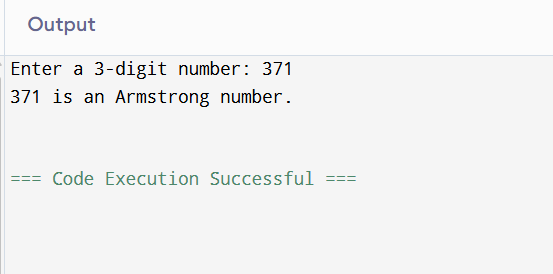 Output
Enter a 3-digit number: 371
371 is an Armstrong number.
=== Code Execution Successful ===